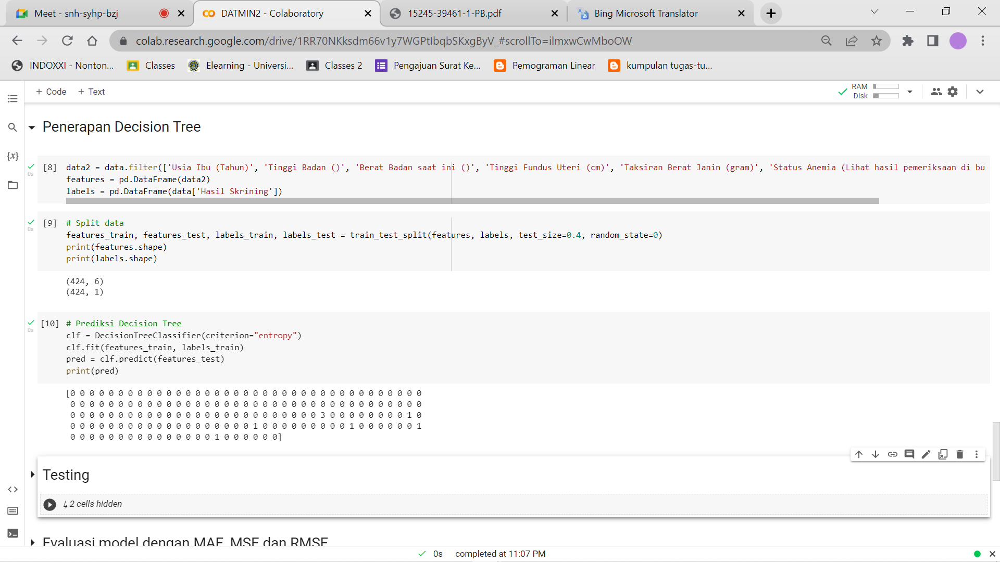 Meet - snh-syhp-bzj
DATMIN2 - Colaboratory
15245-39461-1-PB.pdf
Bing Microsoft Translator
colab.research.google.com/drive/1RR70NKksdm66v1y7WGPtIbqbSKxgByV_#scrollTo=ilmxwCwMboOW
INDOXXI - Nonton...
Classes
Elearning - Universi...
Classes 2
Pengajuan Surat Ke...
Pemograman Linear
kumpulan tugas-tu...
+ Code
+ Text
RAM
Disk
Penerapan Decision Tree
{x}
0s
[8] data2 = data.filter(['Usia Ibu (Tahun)', 'Tinggi Badan ()', 'Berat Badan saat ini ()', 'Tinggi Fundus Uteri (cm)', 'Taksiran Berat Janin (gram)', 'Status Anemia (Lihat hasil pemeriksaan di bu
features = pd.DataFrame(data2)
labels = pd.DataFrame(data['Hasil Skrining'])
0s
[9] # Split data
features_train, features_test, labels_train, labels_test = train_test_split(features, labels, test_size=0.4, random_state=0)
print(features.shape)
print(labels.shape)
(424, 6)
(424, 1)
0s
[10] # Prediksi Decision Tree
clf = DecisionTreeClassifier(criterion="entropy")
clf.fit(features_train, labels_train)
pred = clf.predict(features_test)
print(pred)
[0 0 0 0 0 0 0 0 0 0 0 0 0 0 0 0 0 0 0 0 0 0 0 0 0 0 0 0 0 0 0 0 0 0 0 0 0
0 0 0 0 0 0 0 0 0 0 0 0 0 0 0 0 0 0 0 0 0 0 0 0 0 0 0 0 0 0 0 0 0 0 0 0 0
0 0 0 0 0 0 0 0 0 0 0 0 0 0 0 0 0 0 0 0 0 0 0 0 0 0 3 0 0 0 0 0 0 0 0 1 0
0 0 0 0 0 0 0 0 0 0 0 0 0 0 0 0 0 0 0 1 0 0 0 0 0 0 0 0 0 1 0 0 0 0 0 0 1
0 0 0 0 0 0 0 0 0 0 0 0 0 0 0 1 0 0 0 0 0 0]
Testing
2 cells hidden
Evaluasi model dengan MAE, MSE dan RMSE
0s completed at 11:07 PM